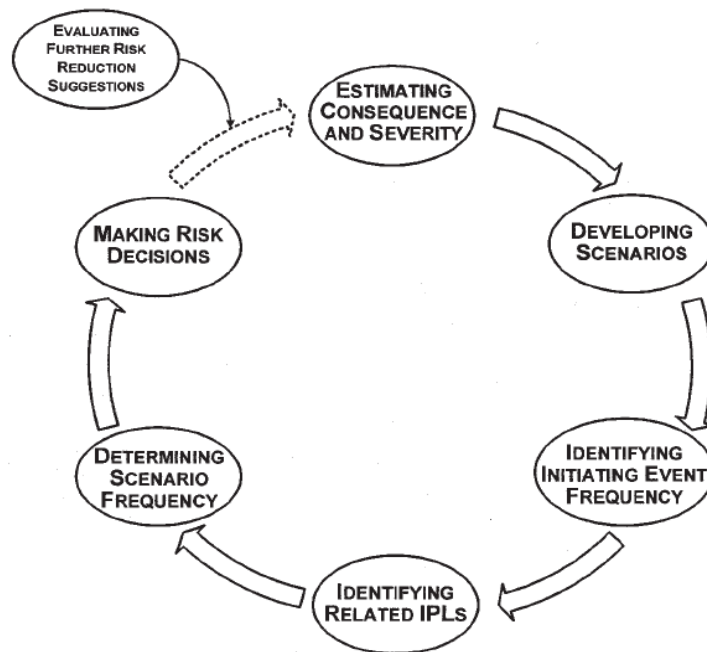 EVALUATING
FURTHER RISK
REDUCTION
SUGGESTIONS
ESTIMATING
CONSEQUENCE
AND SEVERITY
DEVELOPING
SCENARIOS
IDENTIFYING
INITIATING EVENT
FREQUENCY
IDENTIFYING
RELATED IPLS
DETERMINING
SCENARIO
FREQUENCY
MAKING RISK
DECISIONS